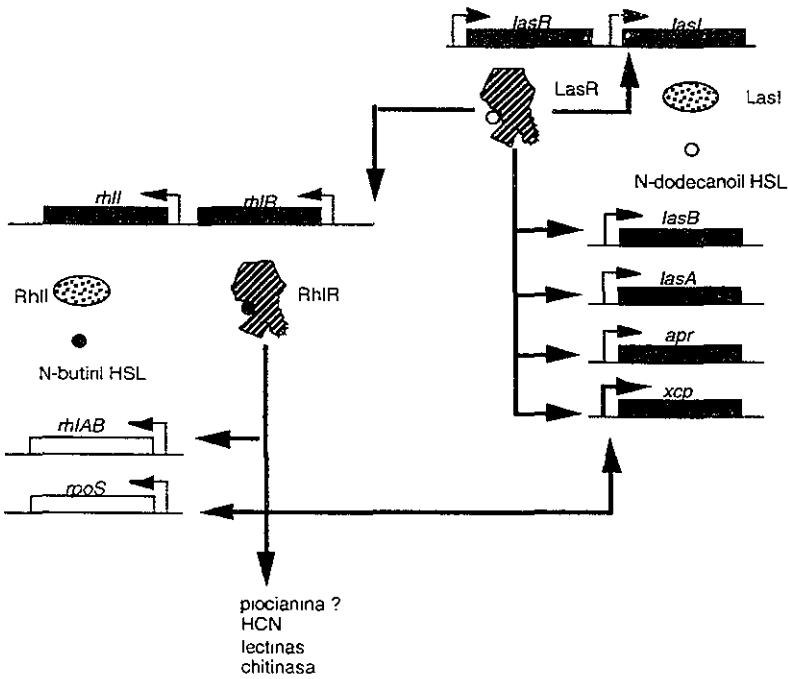 lasR lasI
LasR
LasI
N-dodecanoil HSL
rhlI rhlR
lasB
RhlI
RhlR
lasA
N-butiril HSL
apr
xcp
rhlAB
rpoS
piocianina ?
HCN
lectinas
chitinasa